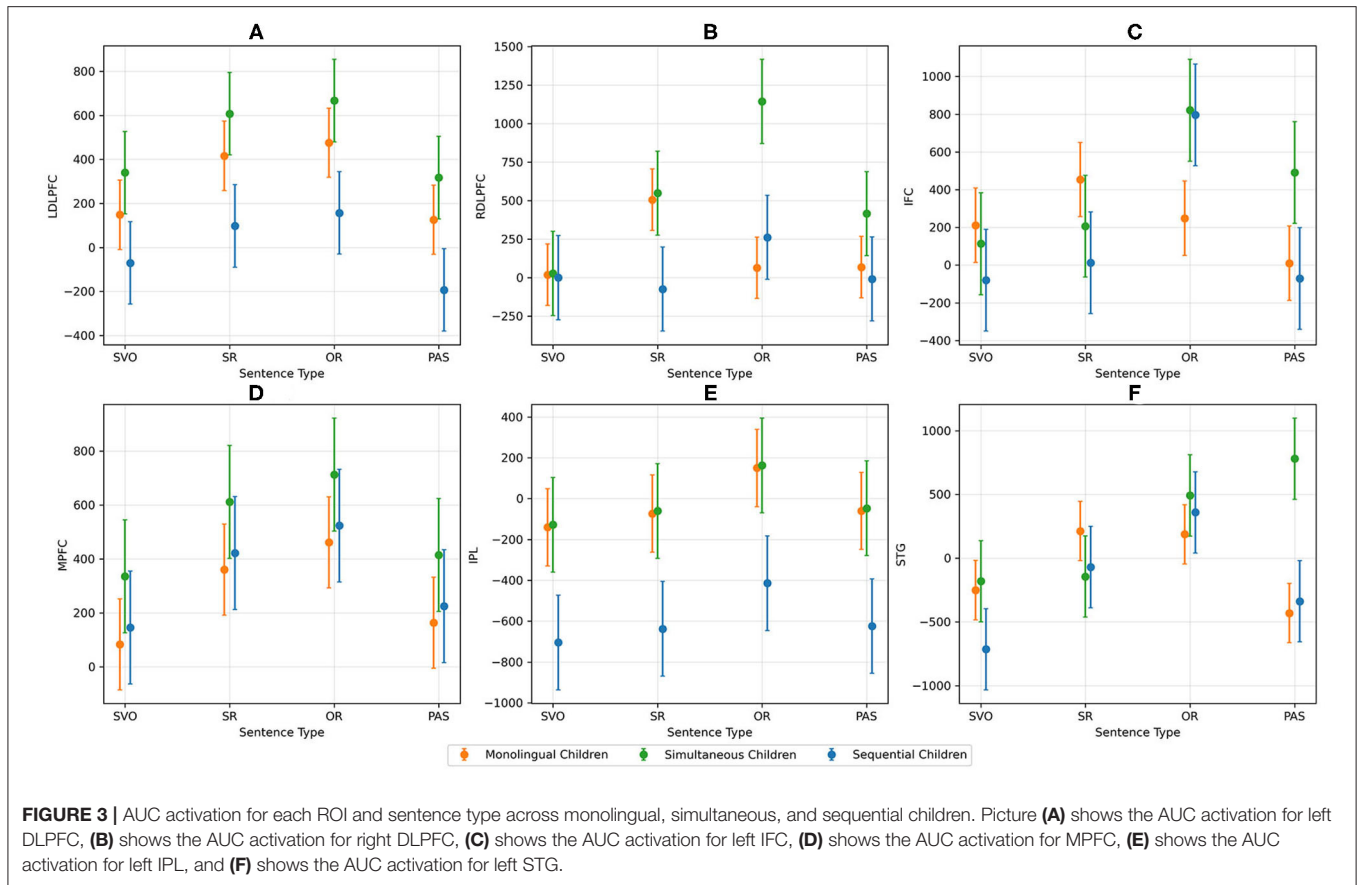 A
B
C
800
600
400
200
0
−200
−400
LDLPFC
SVO
SR
OR
PAS
Sentence Type
1500
1250
1000
750
500
250
0
−250
RDLPFC
SVO
SR
OR
PAS
Sentence Type
1000
800
600
400
200
0
−200
−400
IFC
SVO
SR
OR
PAS
Sentence Type
D
E
F
800
600
400
200
0
MPFC
SVO
SR
OR
PAS
Sentence Type
400
200
0
−200
−400
−600
−800
−1000
IPL
SVO
SR
OR
PAS
Sentence Type
1000
500
0
−500
−1000
STG
SVO
SR
OR
PAS
Sentence Type
Monolingual Children
Simultaneous Children
Sequential Children
FIGURE 3 | AUC activation for each ROI and sentence type across monolingual, simultaneous, and sequential children. Picture (A) shows the AUC activation for left
DLPFC, (B) shows the AUC activation for right DLPFC, (C) shows the AUC activation for left IFC, (D) shows the AUC activation for MPFC, (E) shows the AUC
activation for left IPL, and (F) shows the AUC activation for left STG.